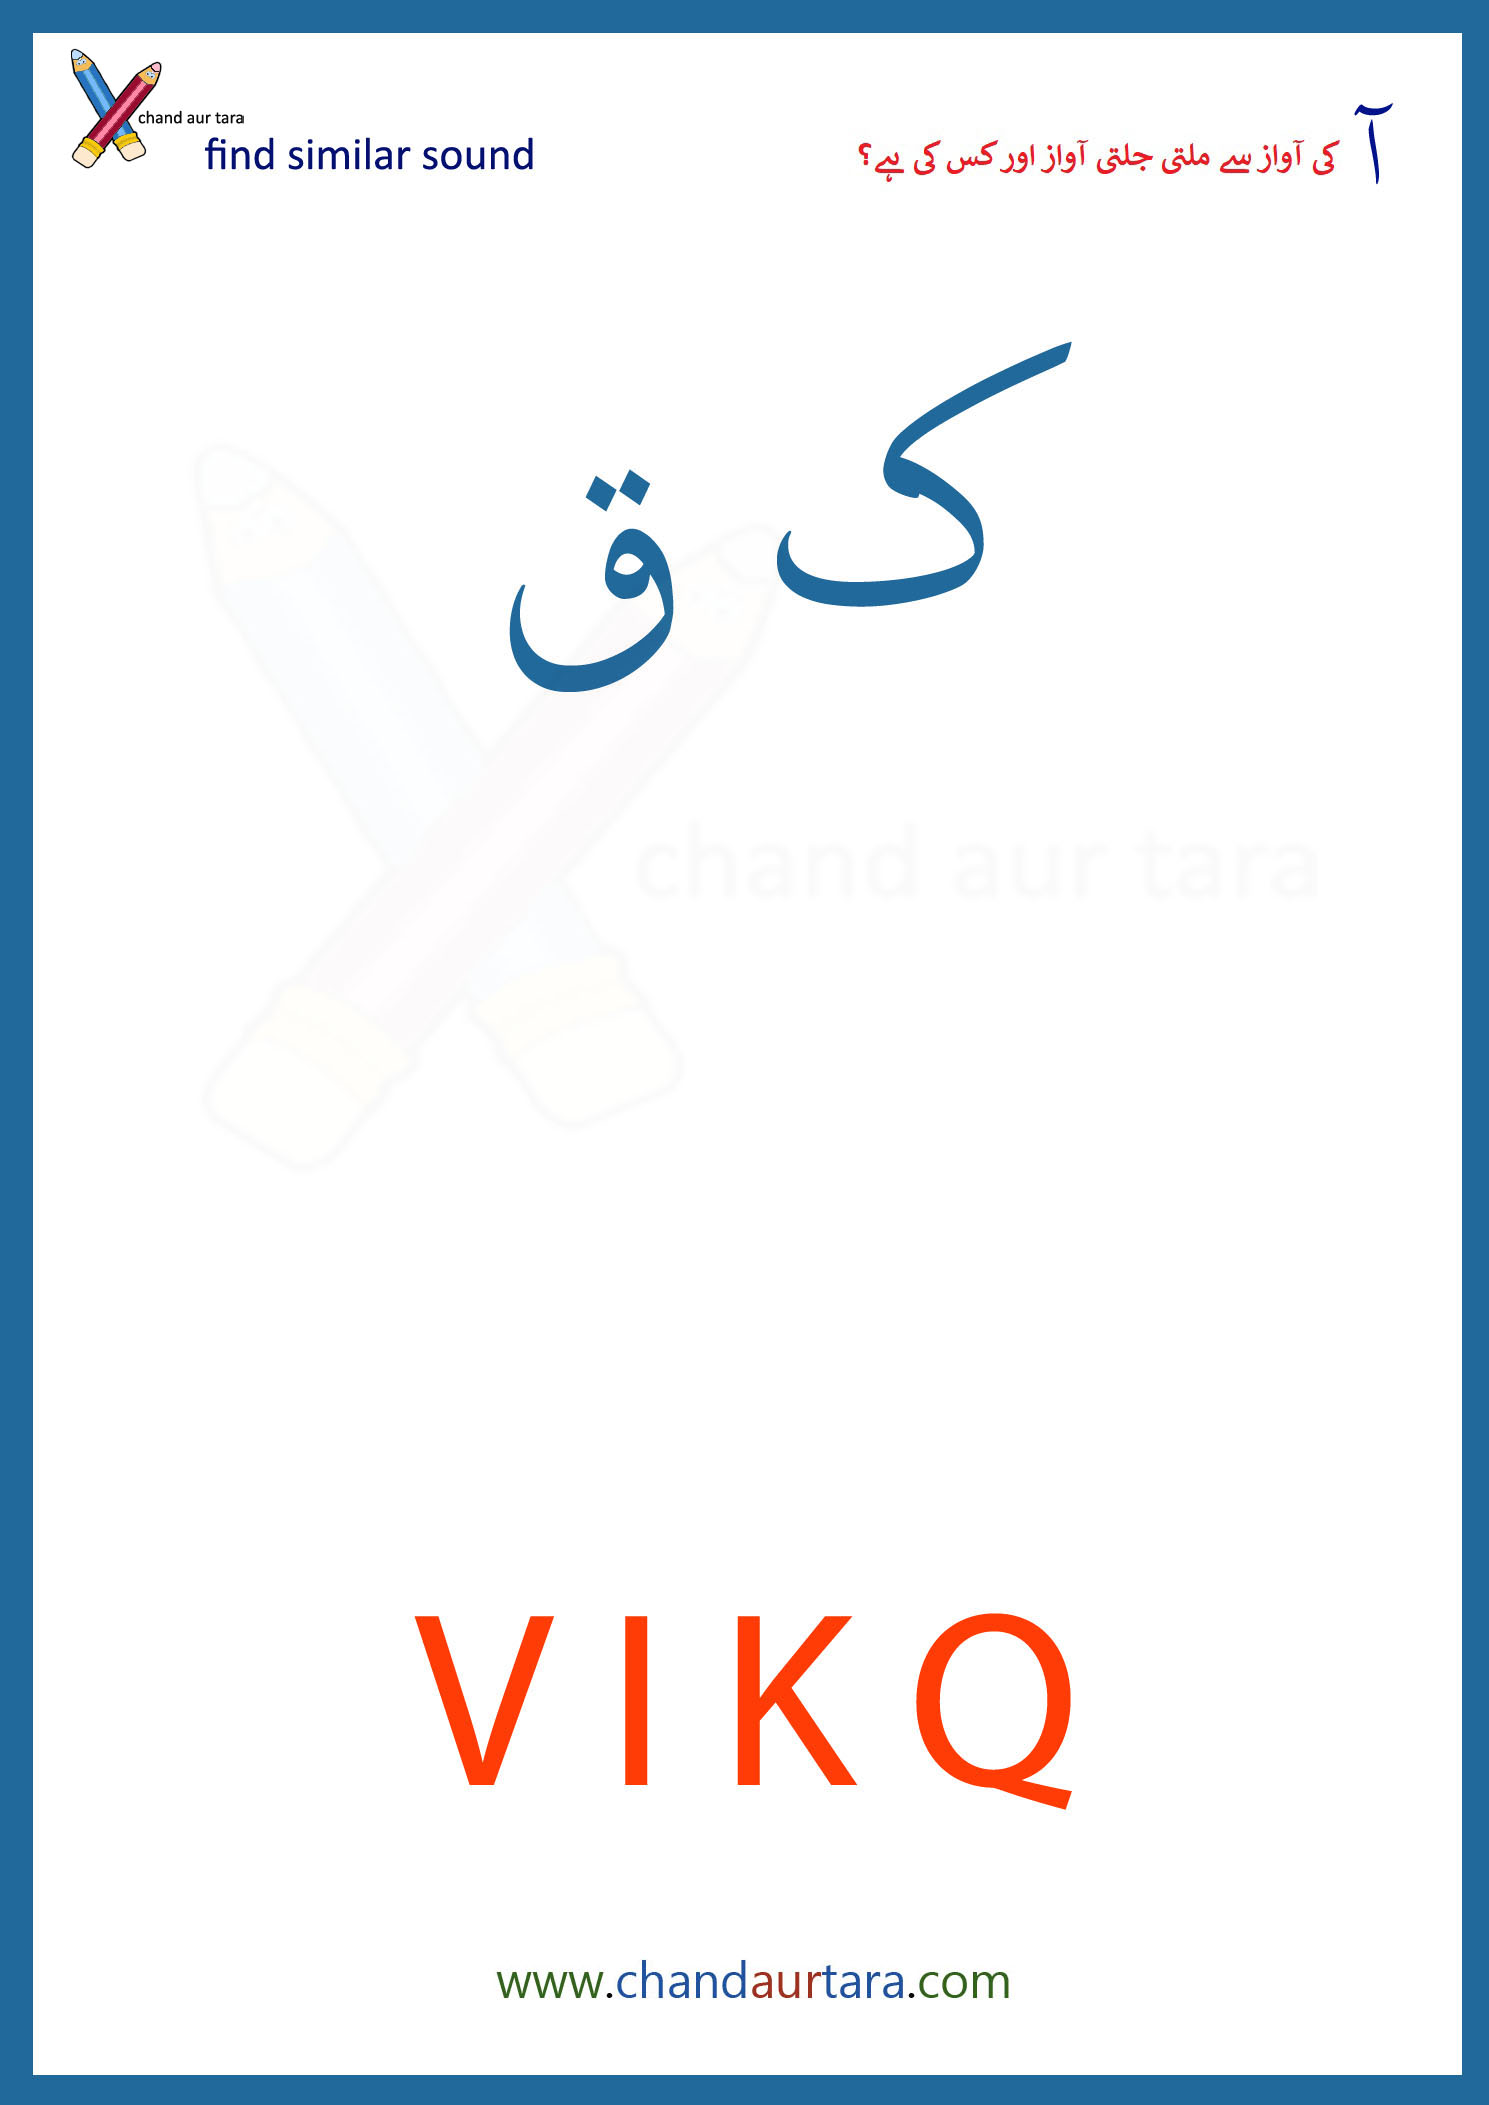 chand aur tara
find similar sound
آ کی آواز سے ملتی جلتی آواز اور کس کی ہے؟
ک ق
chand aur tara
V I K Q
www.chandaurtara.com